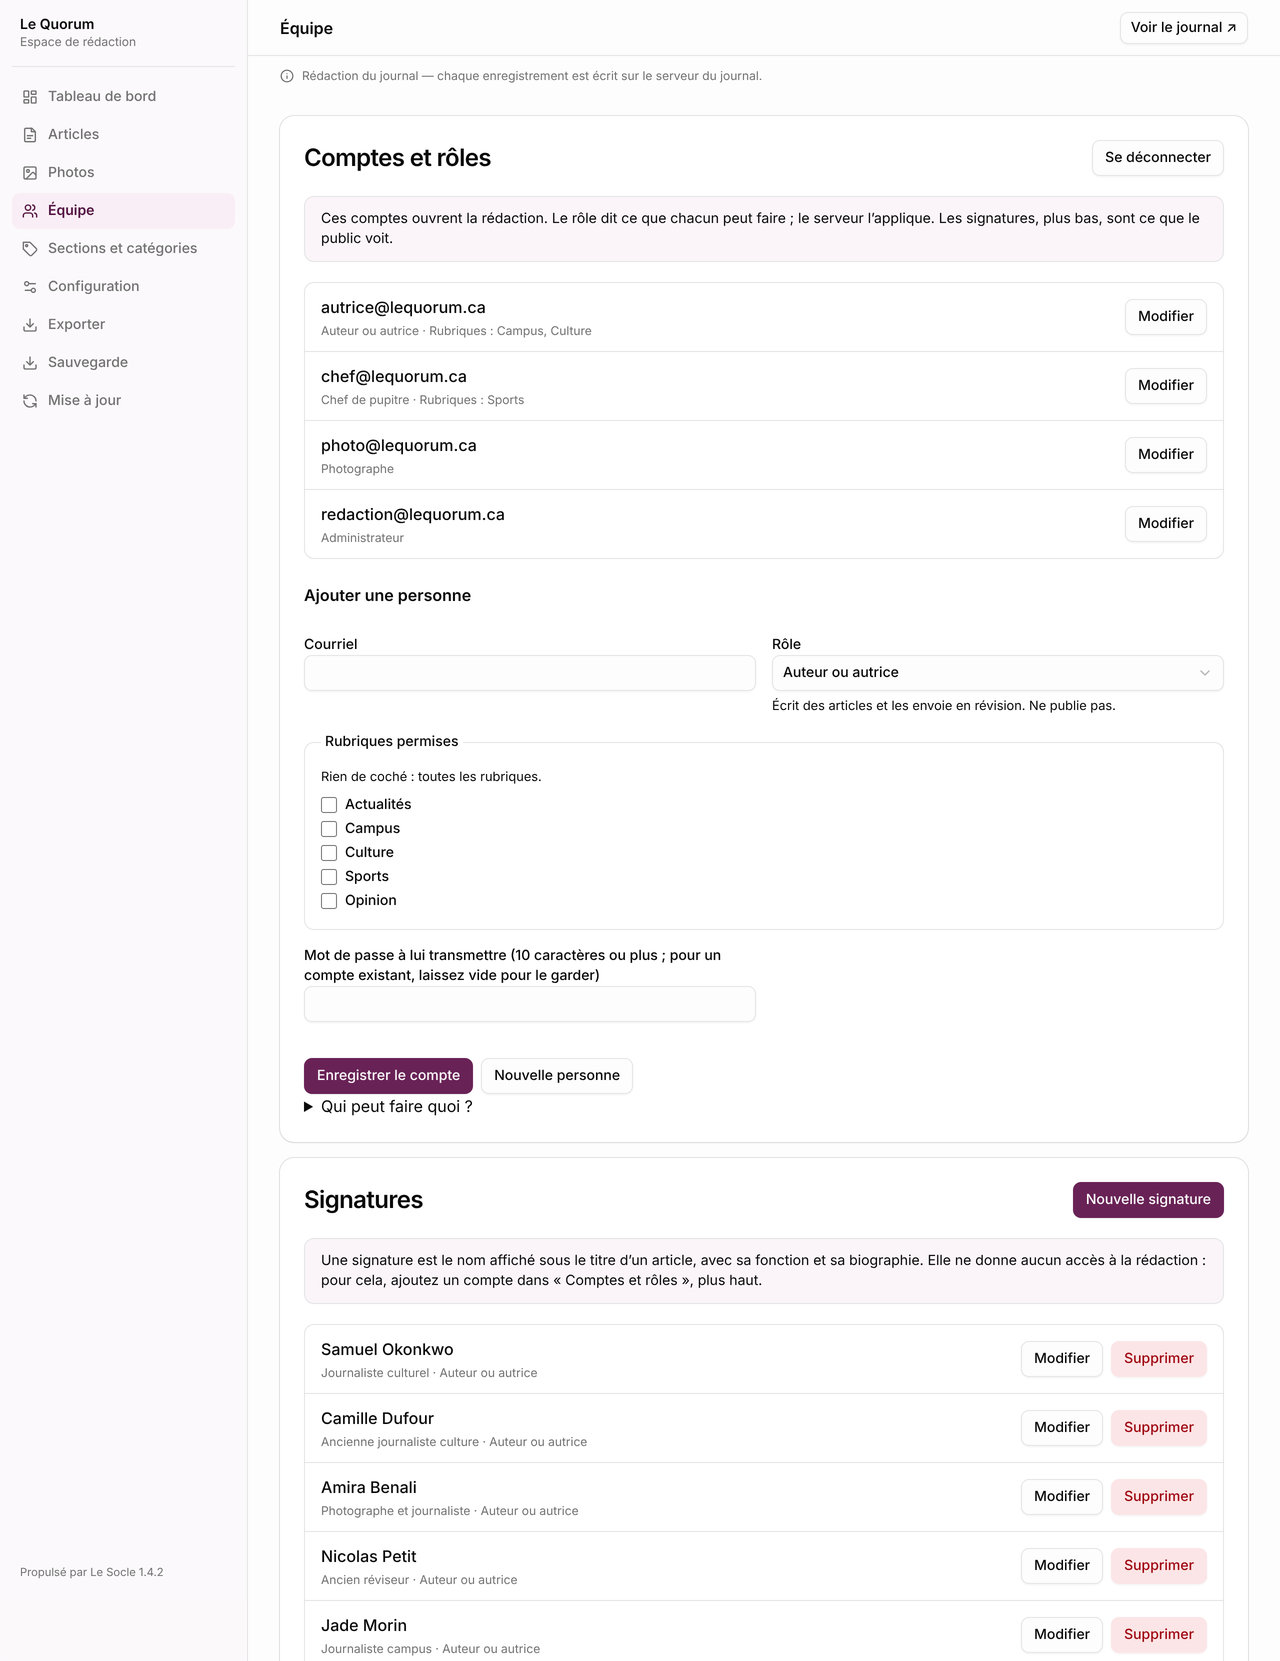 Le Quorum
Espace de rédaction
Tableau de bord
Articles
Photos
Équipe
Sections et catégories
Configuration
Exporter
Sauvegarde
Mise à jour
Propulsé par Le Socle 1.4.2
Équipe
Voir le journal ↗
Rédaction du journal — chaque enregistrement est écrit sur le serveur du journal.
Comptes et rôles
Se déconnecter
Ces comptes ouvrent la rédaction. Le rôle dit ce que chacun peut faire ; le serveur l’applique. Les signatures, plus bas, sont ce que le
public voit.
autrice@lequorum.ca
Auteur ou autrice · Rubriques : Campus, Culture
Modifier
chef@lequorum.ca
Chef de pupitre · Rubriques : Sports
Modifier
photo@lequorum.ca
Photographe
Modifier
redaction@lequorum.ca
Administrateur
Modifier
Ajouter une personne
Courriel
Rôle
Auteur ou autrice
Écrit des articles et les envoie en révision. Ne publie pas.
Rubriques permises
Rien de coché : toutes les rubriques.
Actualités
Campus
Culture
Sports
Opinion
Mot de passe à lui transmettre (10 caractères ou plus ; pour un
compte existant, laissez vide pour le garder)
Enregistrer le compte
Nouvelle personne
Qui peut faire quoi ?
Signatures
Nouvelle signature
Une signature est le nom affiché sous le titre d’un article, avec sa fonction et sa biographie. Elle ne donne aucun accès à la rédaction :
pour cela, ajoutez un compte dans « Comptes et rôles », plus haut.
Samuel Okonkwo
Journaliste culturel · Auteur ou autrice
Modifier
Supprimer
Camille Dufour
Ancienne journaliste culture · Auteur ou autrice
Modifier
Supprimer
Amira Benali
Photographe et journaliste · Auteur ou autrice
Modifier
Supprimer
Nicolas Petit
Ancien réviseur · Auteur ou autrice
Modifier
Supprimer
Jade Morin
Journaliste campus · Auteur ou autrice
Modifier
Supprimer